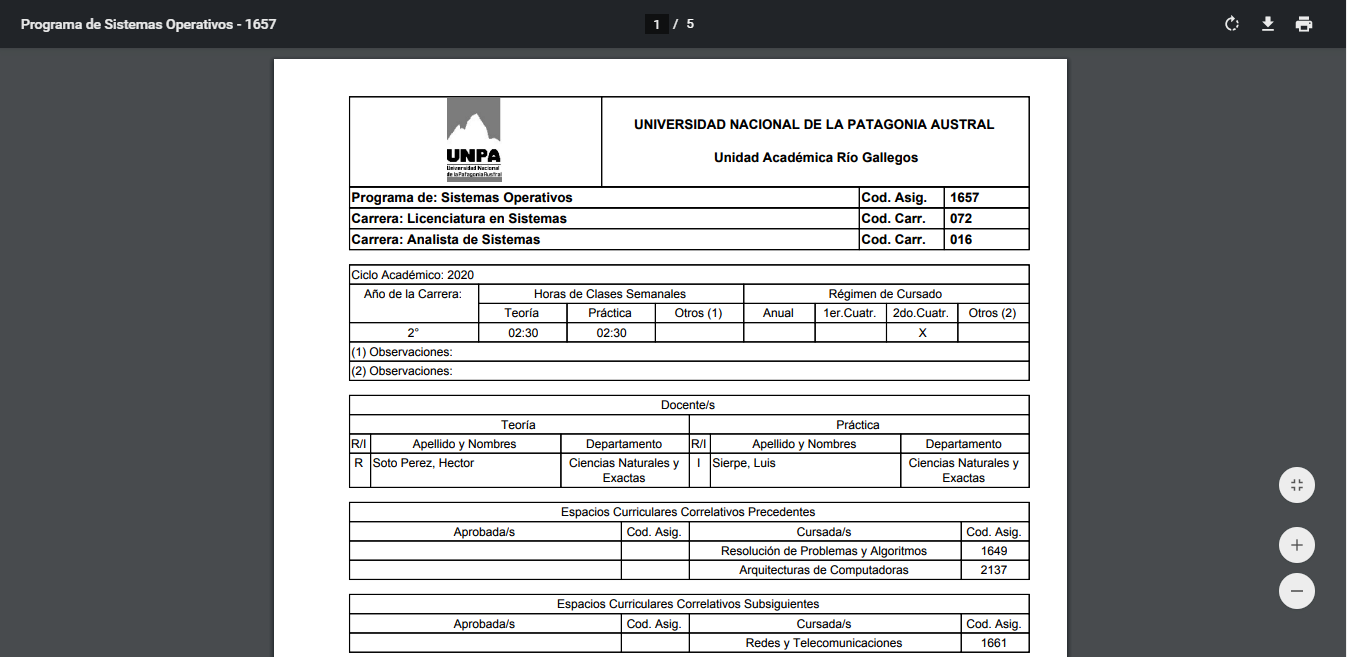 Programa de Sistemas Operativos - 1657
1 / 5
UNPA
Universidad Nacional
de la Patagonia Austral
UNIVERSIDAD NACIONAL DE LA PATAGONIA AUSTRAL
Unidad Académica Río Gallegos
Programa de: Sistemas Operativos Cod. Asig. 1657
Carrera: Licenciatura en Sistemas Cod. Carr. 072
Carrera: Analista de Sistemas Cod. Carr. 016
Ciclo Académico: 2020
Año de la Carrera: Horas de Clases Semanales Régimen de Cursado
Teoría Práctica Otros (1) Anual 1er.Cuatr. 2do.Cuatr. Otros (2)
2° 02:30 02:30 X
(1) Observaciones:
(2) Observaciones:
Docente/s
Teoría Práctica
R/I Apellido y Nombres Departamento R/I Apellido y Nombres Departamento
R Soto Perez, Hector Ciencias Naturales y I Sierpe, Luis Ciencias Naturales y
Exactas Exactas
Espacios Curriculares Correlativos Precedentes
Aprobada/s Cod. Asig. Cursada/s Cod. Asig.
Resolución de Problemas y Algoritmos 1649
Arquitecturas de Computadoras 2137
Espacios Curriculares Correlativos Subsiguientes
Aprobada/s Cod. Asig. Cursada/s Cod. Asig.
Redes y Telecomunicaciones 1661